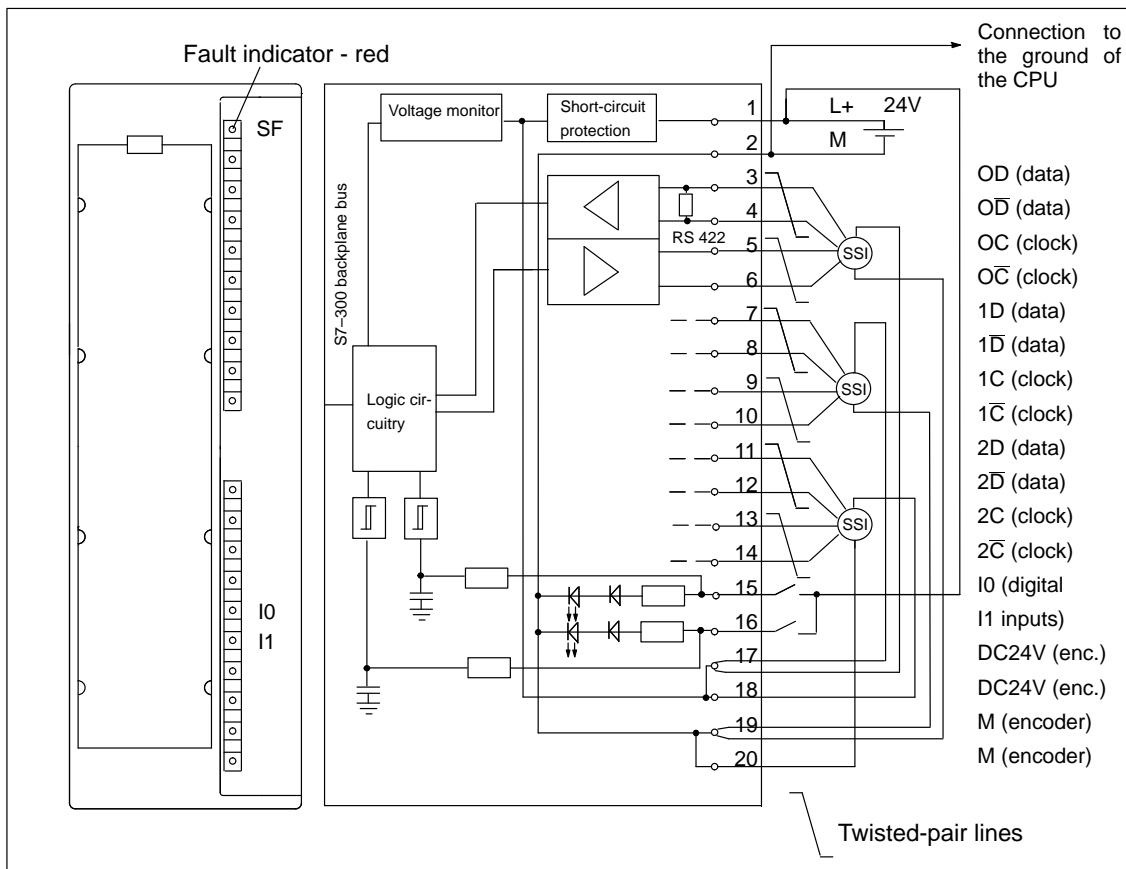 Connection to
the ground of
the CPU
Fault indicator - red
SF
I0
I1
Voltage monitor
Short-circuit
protection
S7–300 backplane bus
Logic cir-
cuitry
RS 422
L+ 24V
M
SSI
SSI
SSI
1
2
3 OD (data)
4 OD̅ (data)
5 OC (clock)
6 OC̅ (clock)
7 1D (data)
8 1D̅ (data)
9 1C (clock)
10 1C̅ (clock)
11 2D (data)
12 2D̅ (data)
13 2C (clock)
14 2C̅ (clock)
15 I0 (digital
16 I1 inputs)
17 DC24V (enc.)
18 DC24V (enc.)
19 M (encoder)
20 M (encoder)
Twisted-pair lines